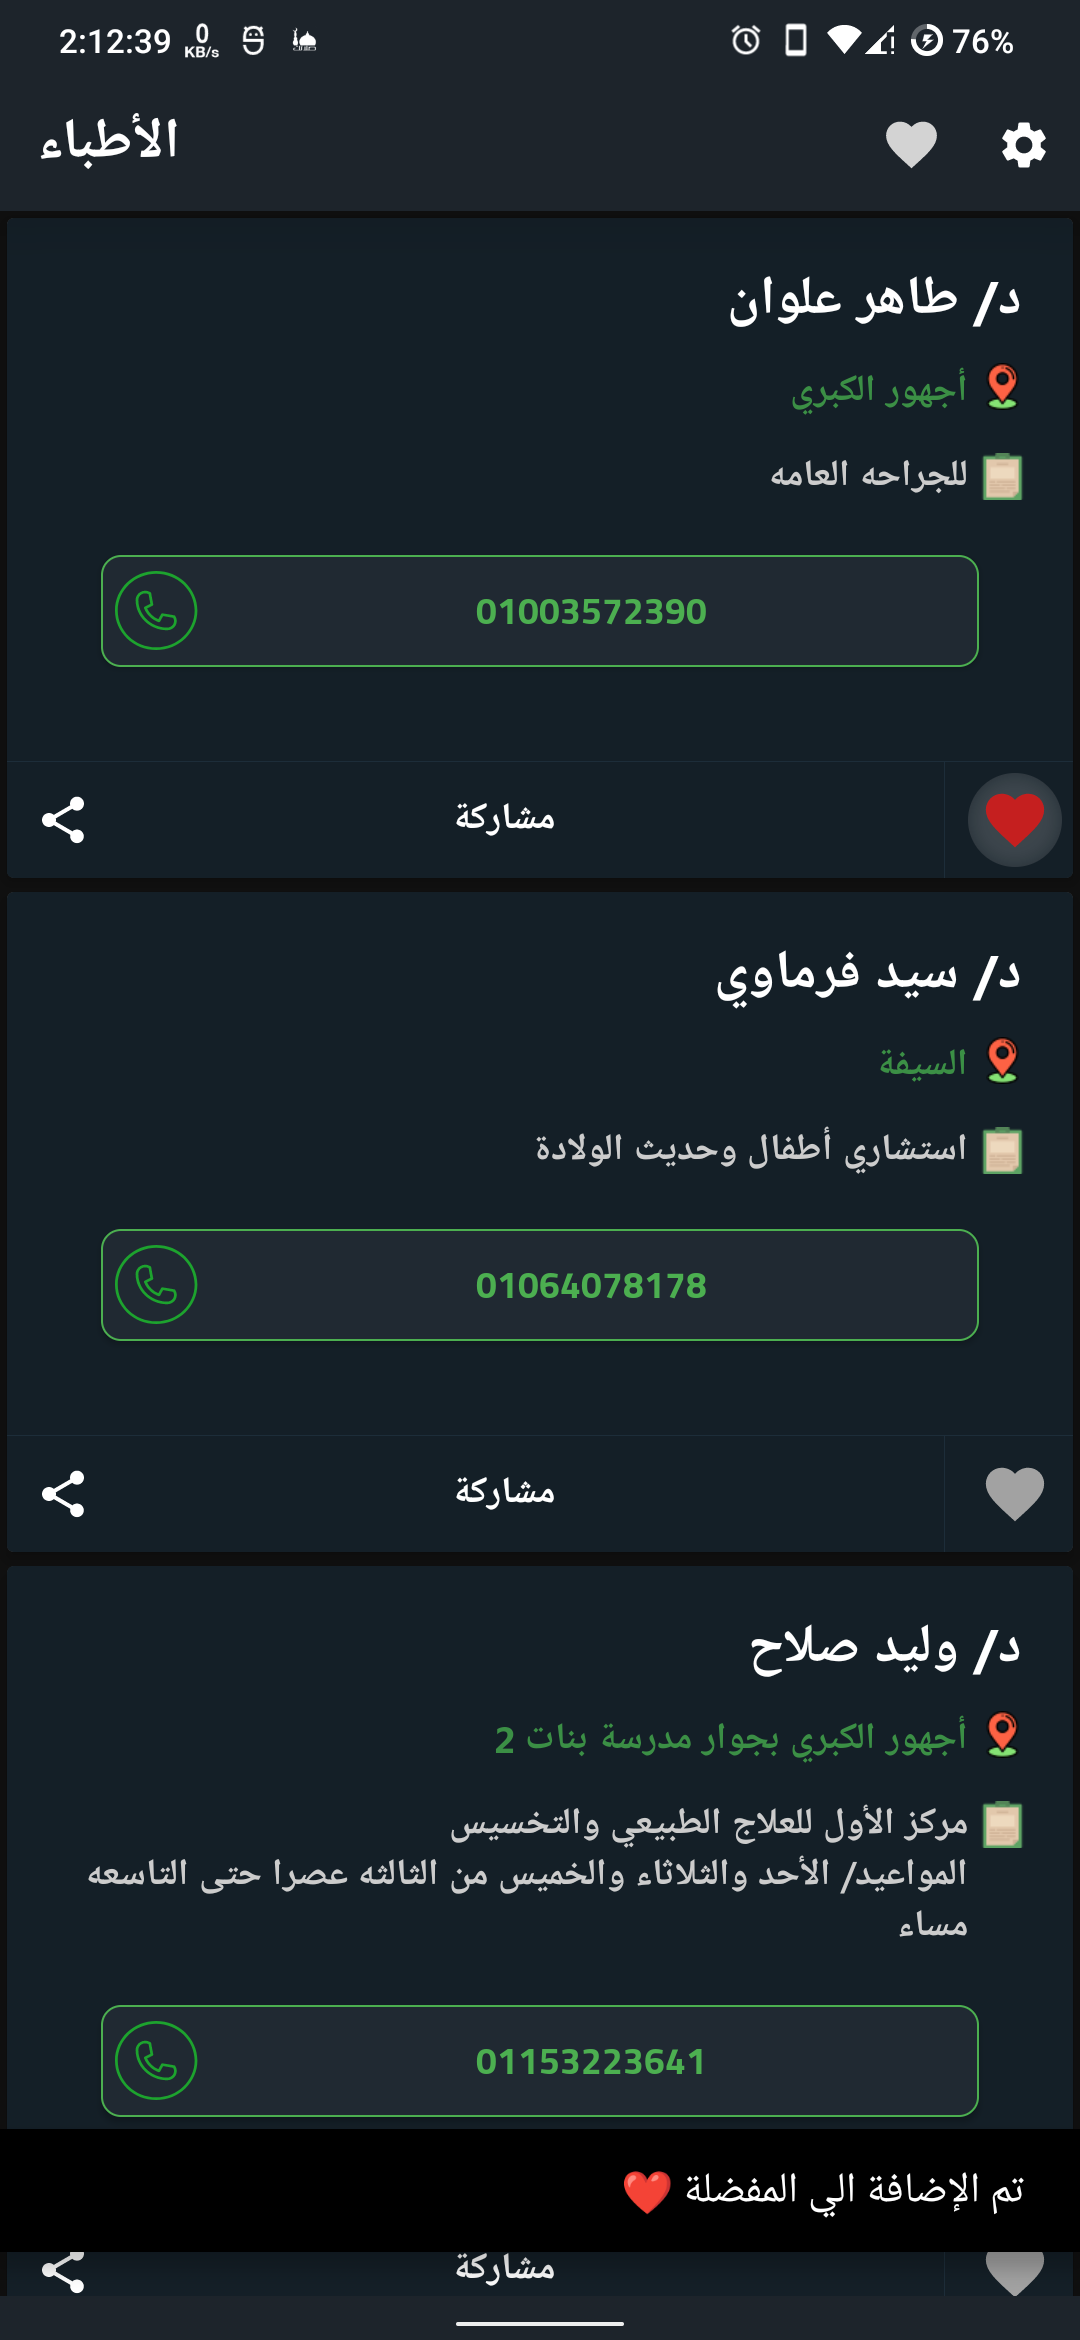 2:12:39 0 KB/s 76%
الأطباء
د/ طاهر علوان
أجهور الكبري
للجراحه العامه
01003572390
مشاركة
د/ سيد فرماوي
السيفة
استشاري أطفال وحديث الولادة
01064078178
مشاركة
د/ وليد صلاح
أجهور الكبري بجوار مدرسة بنات 2
مركز الأول للعلاج الطبيعي والتخسيس
المواعيد/ الأحد والثلاثاء والخميس من الثالثه عصرا حتى التاسعه
مساء
01153223641
تم الإضافة الي المفضلة ❤️
مشاركة